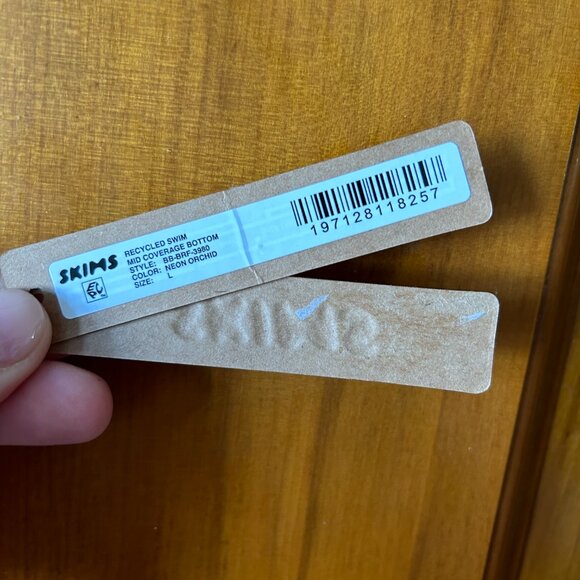 SKIMS
RECYCLED SWIM
MID COVERAGE BOTTOM
STYLE: BB-BRF-3980
COLOR: NEON ORCHID
SIZE: L
197128118257